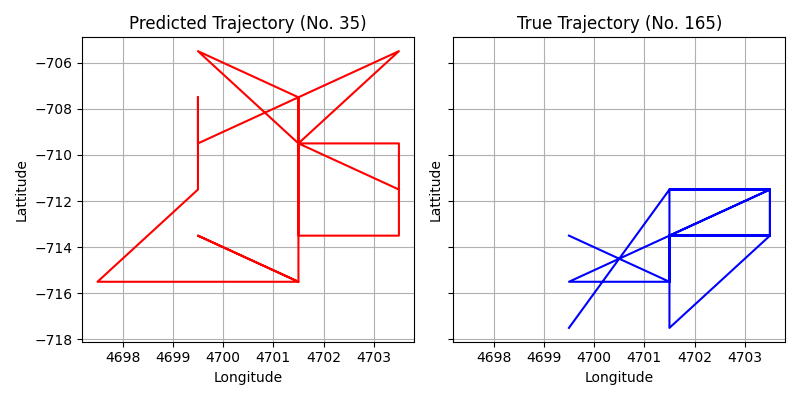 Predicted Trajectory (No. 35)
True Trajectory (No. 165)
−706
−708
−710
−712
−714
−716
−718
Lattitude
Lattitude
4698 4699 4700 4701 4702 4703
4698 4699 4700 4701 4702 4703
Longitude
Longitude